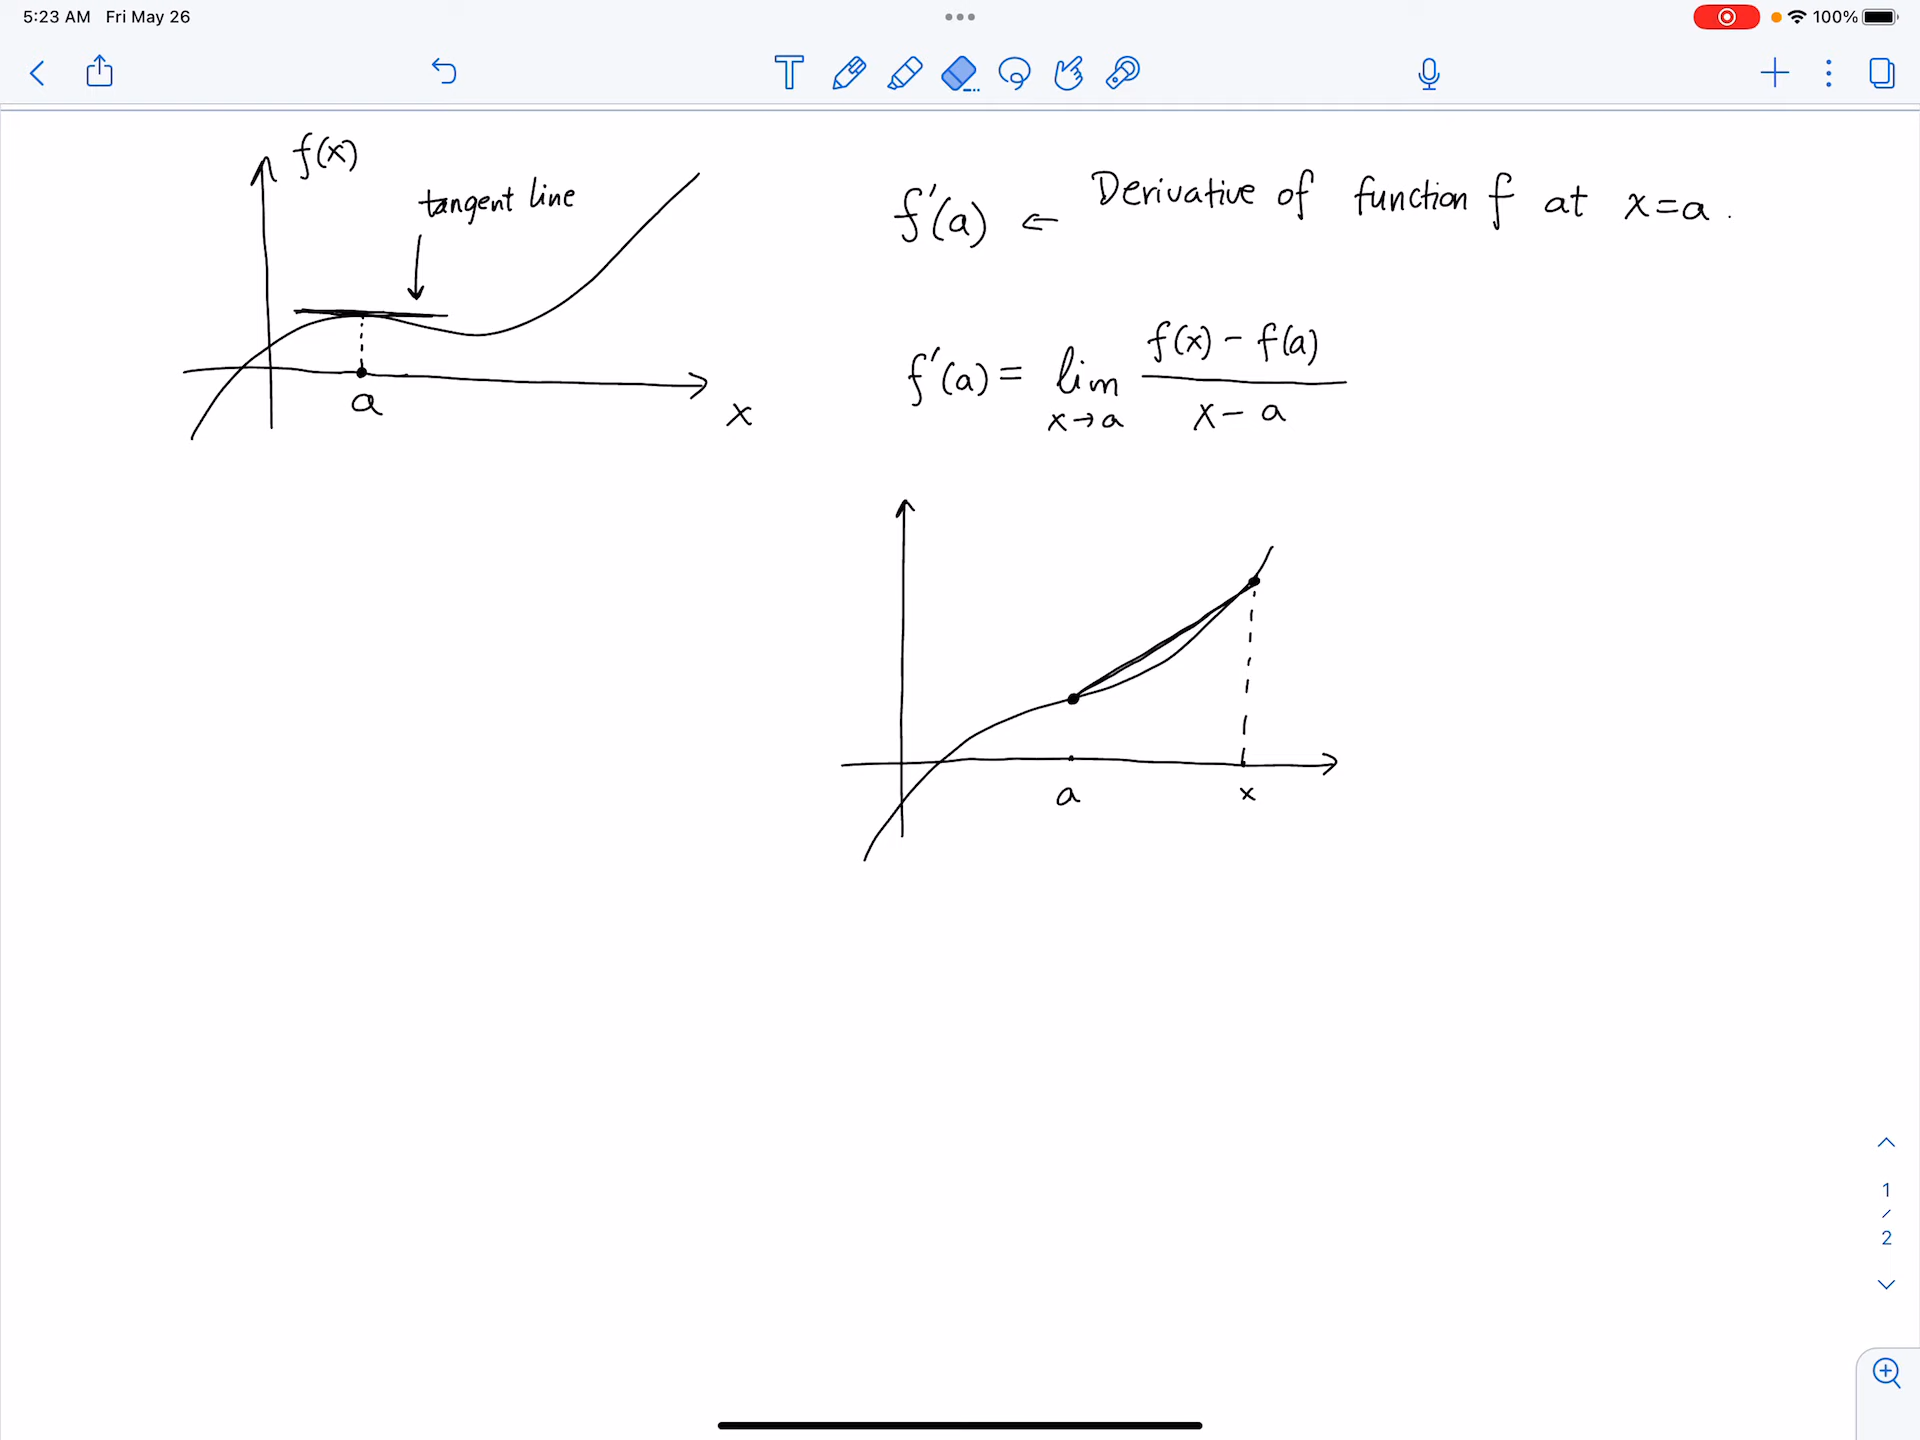 5:23 AM Fri May 26
100%
T
f(x)
tangent line
a
x
f'(a) ← Derivative of function f at x=a.
f'(a) = lim f(x) - f(a)
x→a x - a
a x
1
/
2